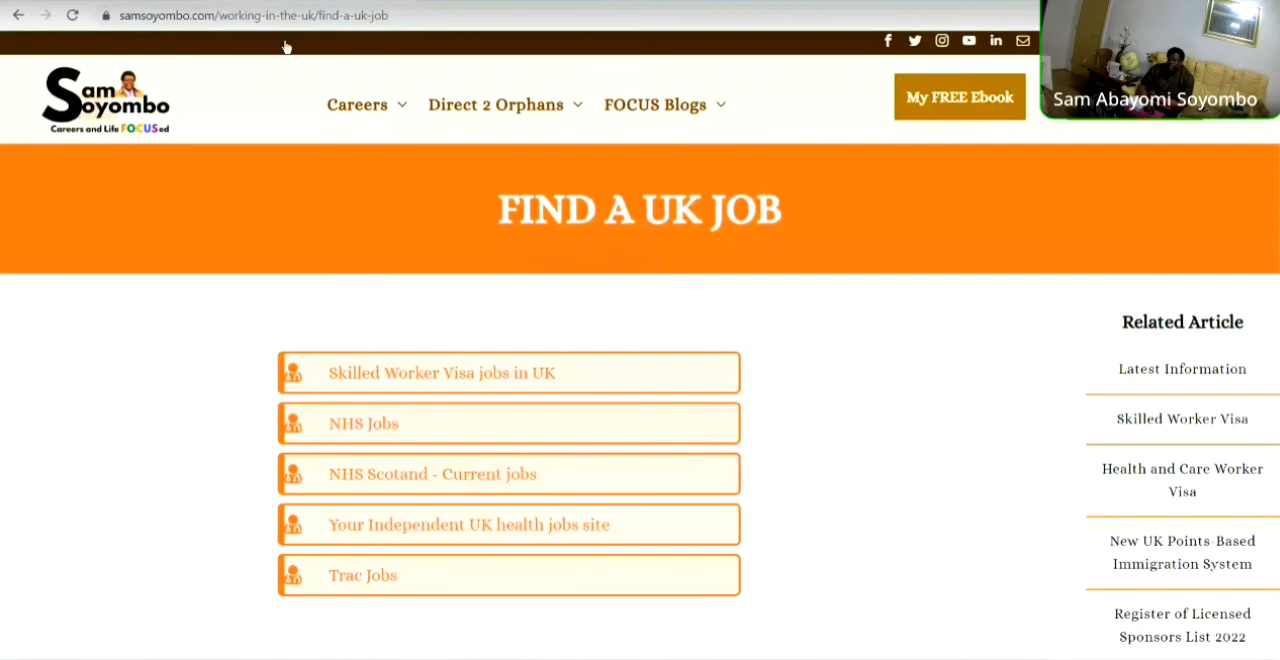 samsoyombo.com/working-in-the-uk/find-a-uk-job
Sam Soyombo
Careers and Life FOCUSed
Careers
Direct 2 Orphans
FOCUS Blogs
My FREE Ebook
Sam Abayomi Soyombo
FIND A UK JOB
Skilled Worker Visa jobs in UK
NHS Jobs
NHS Scotand - Current jobs
Your Independent UK health jobs site
Trac Jobs
Related Article
Latest Information
Skilled Worker Visa
Health and Care Worker
Visa
New UK Points-Based
Immigration System
Register of Licensed
Sponsors List 2022